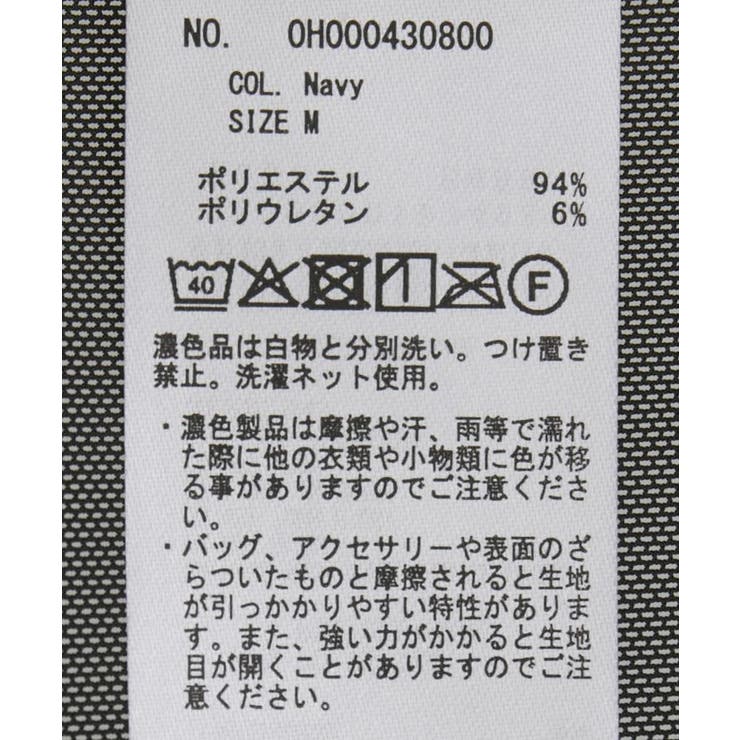 NO. 0H000430800
COL. Navy
SIZE M
ポリエステル 94%
ポリウレタン 6%
40 F
濃色品は白物と分別洗い。つけ置き
禁止。洗濯ネット使用。
・濃色製品は摩擦や汗、雨等で濡れ
た際に他の衣類や小物類に色が移
る事がありますのでご注意くださ
い。
・バッグ、アクセサリーや表面のざ
らついたものと摩擦されると生地
が引っかかりやすい特性がありま
す。また、強い力がかかると生地
目が開くことがありますのでご注
意ください。